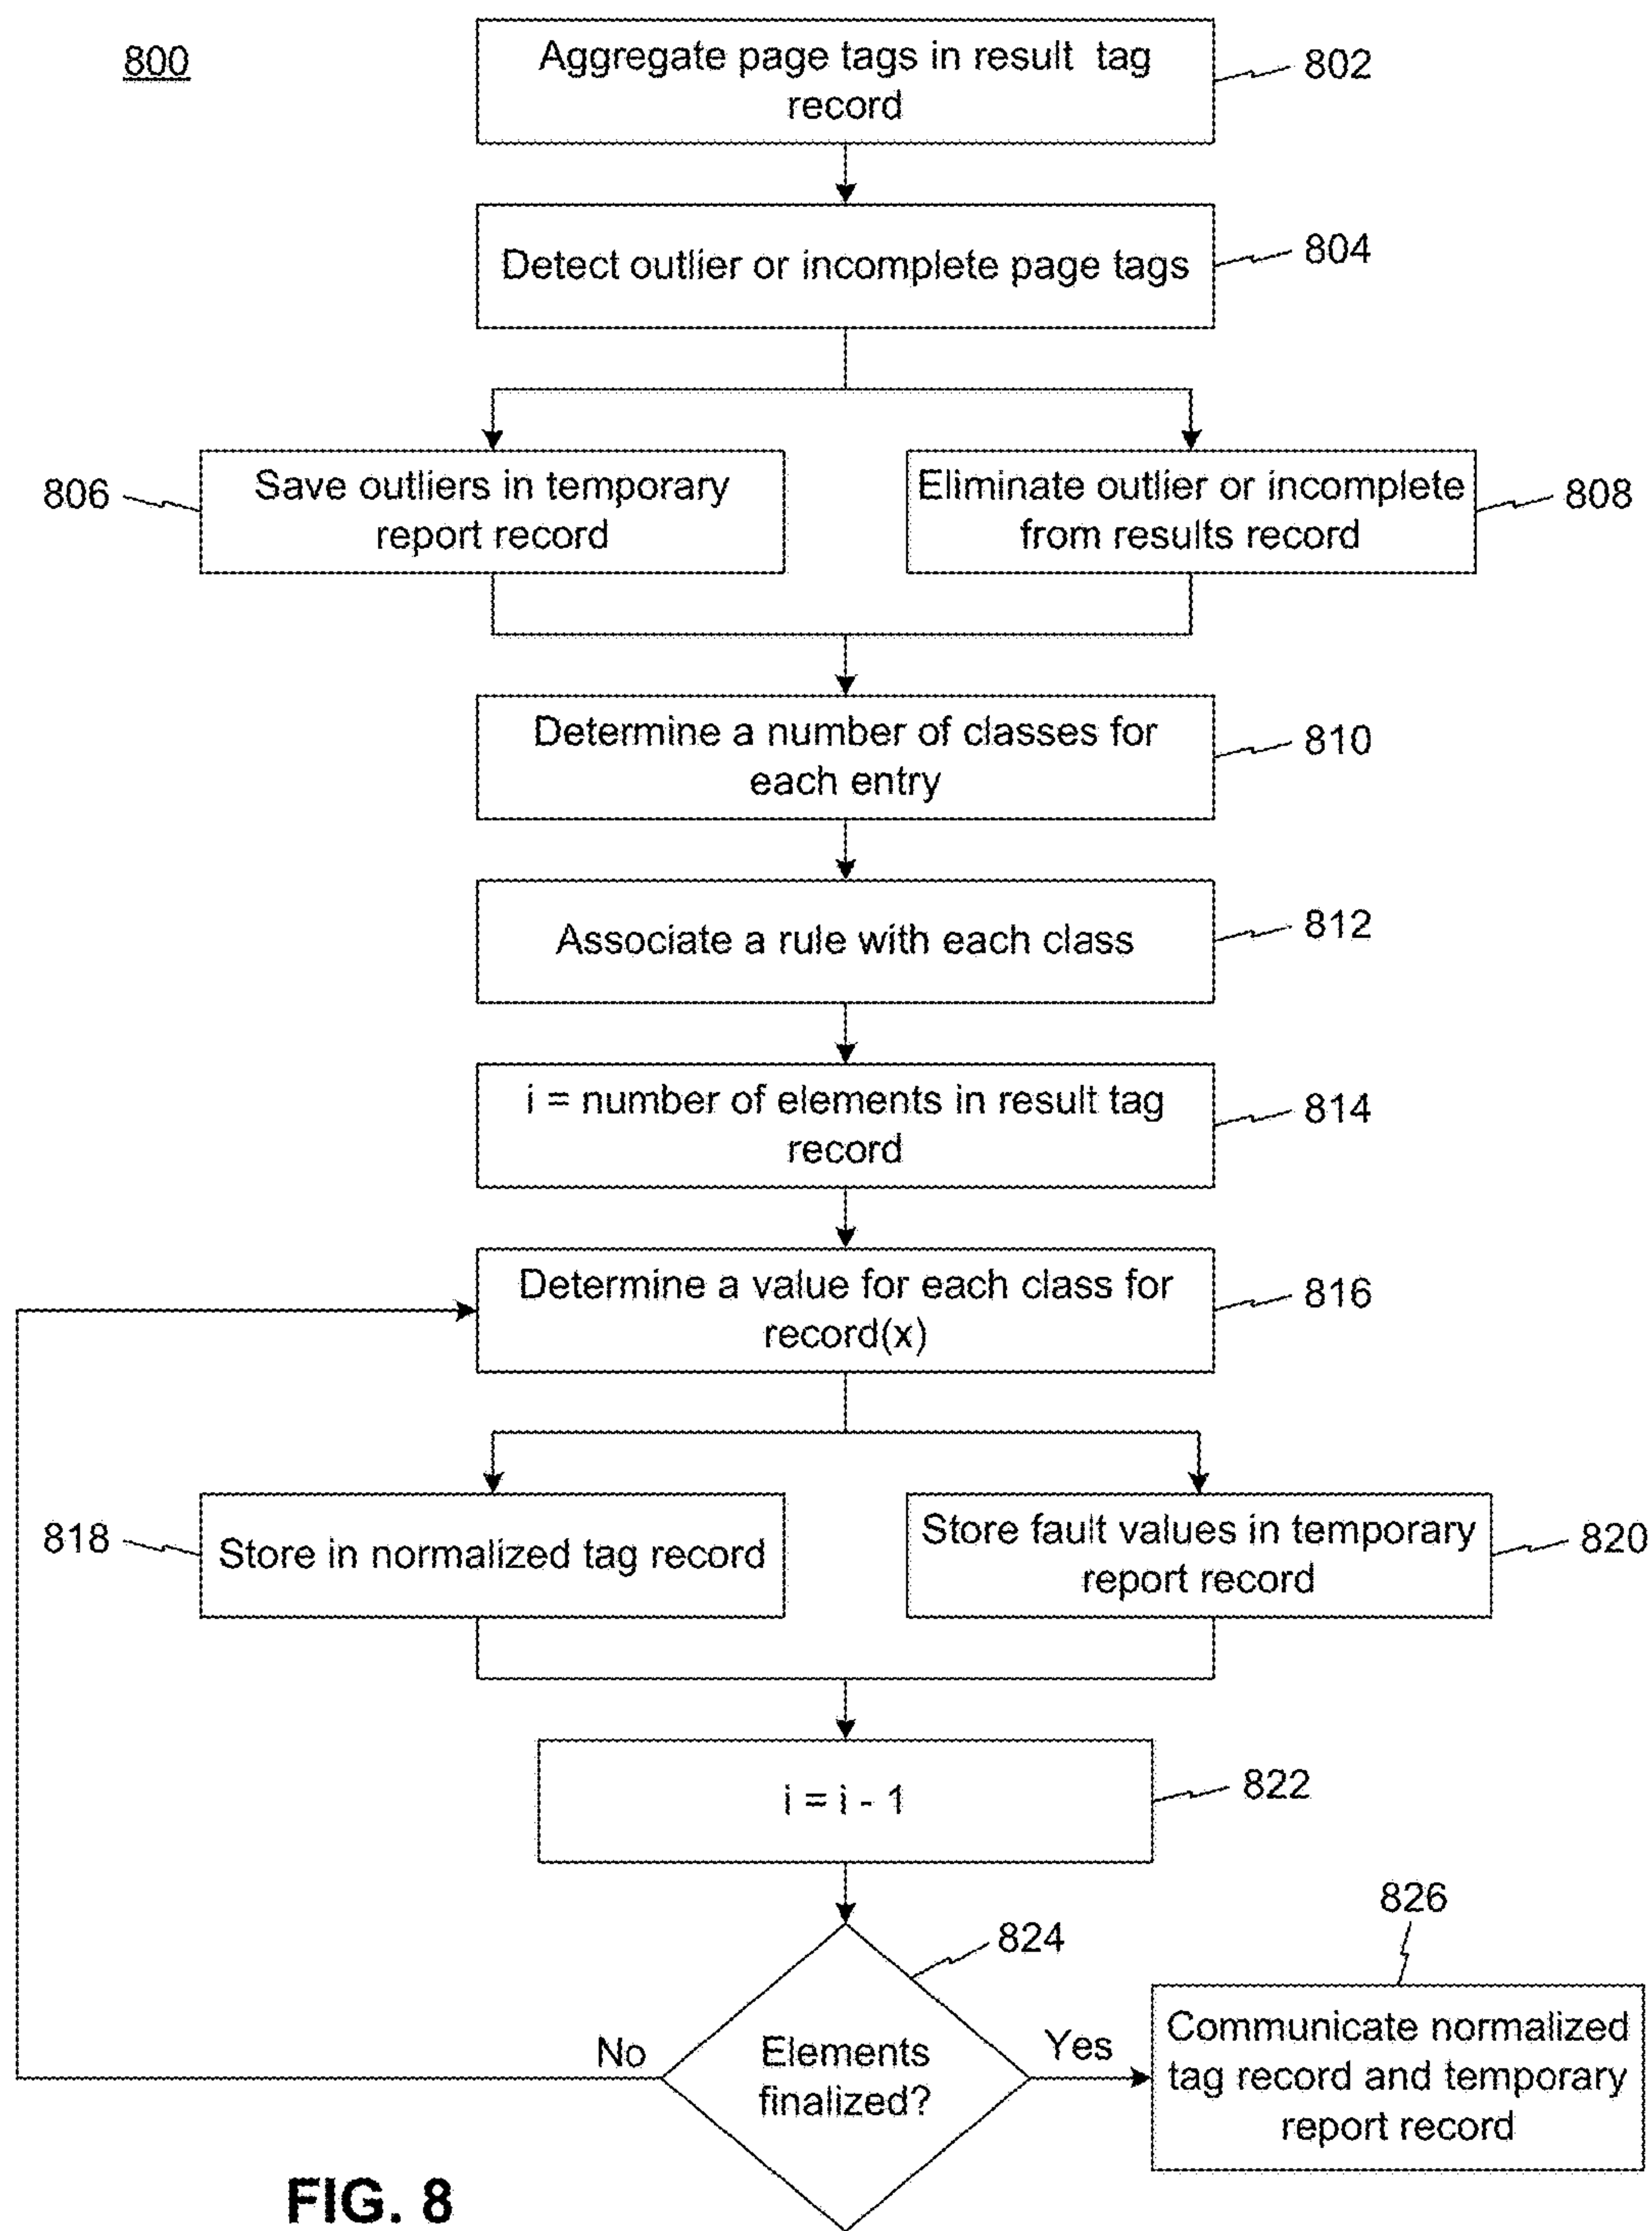 800
Aggregate page tags in result tag
record
802
Detect outlier or incomplete page tags
804
806
Save outliers in temporary
report record
Eliminate outlier or incomplete
from results record
808
Determine a number of classes for
each entry
810
Associate a rule with each class
812
i = number of elements in result tag
record
814
Determine a value for each class for
record(x)
816
818
Store in normalized tag record
Store fault values in temporary
report record
820
i = i - 1
822
824
Elements
finalized?
No
Yes
826
Communicate normalized
tag record and temporary
report record
FIG. 8